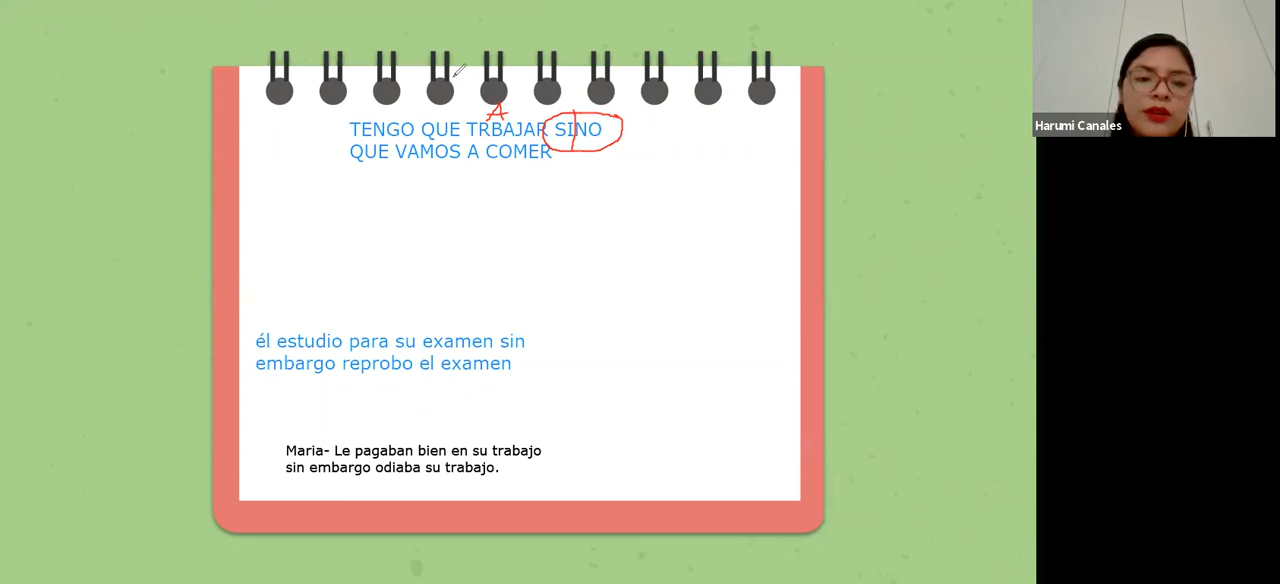 A
TENGO QUE TRBAJAR SINO
QUE VAMOS A COMER
él estudio para su examen sin
embargo reprobo el examen
Maria- Le pagaban bien en su trabajo
sin embargo odiaba su trabajo.
Harumi Canales